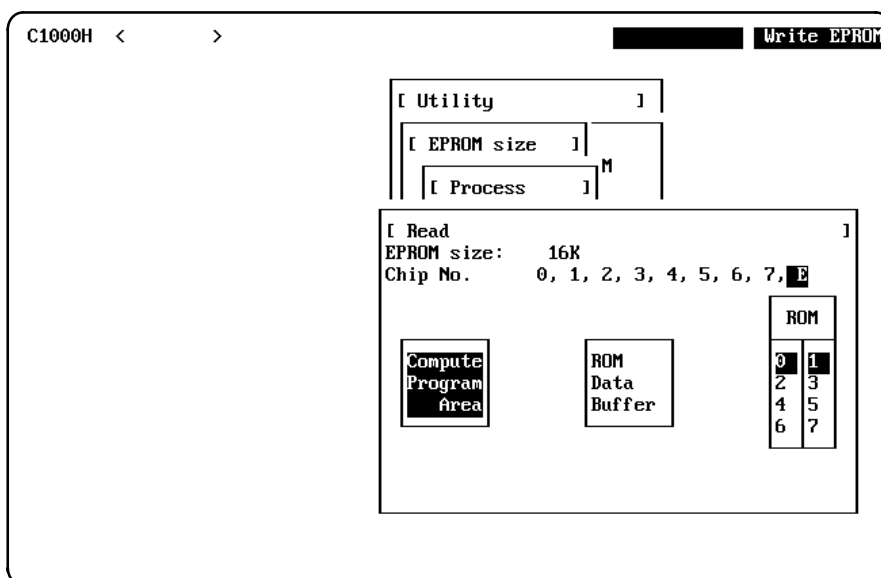 C1000H < > Write EPROM
[ Utility ]
[ EPROM size ]
M
[ Process ]
[ Read ]
EPROM size: 16K
Chip No. 0, 1, 2, 3, 4, 5, 6, 7, E
ROM
Compute ROM 0 1
Program Data 2 3
Area Buffer 4 5
6 7